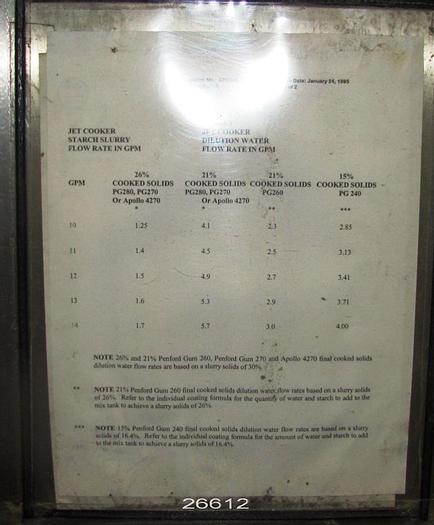 Date: January 24, 1995
of 2
JET COOKER
STARCH SLURRY
FLOW RATE IN GPM
JET COOKER
DILUTION WATER
FLOW RATE IN GPM
26% 21% 21% 15%
GPM COOKED SOLIDS COOKED SOLIDS COOKED SOLIDS COOKED SOLIDS
PG280, PG270 PG280, PG270 PG260 PG 240
Or Apollo 4270 Or Apollo 4270
* * ** ***
10 1.25 4.1 2.3 2.85
11 1.4 4.5 2.5 3.13
12 1.5 4.9 2.7 3.41
13 1.6 5.3 2.9 3.71
14 1.7 5.7 3.0 4.00
NOTE 26% and 21% Penford Gum 260, Penford Gum 270 and Apollo 4270 final cooked solids
dilution water flow rates are based on a slurry solids of 30%.
** NOTE 21% Penford Gum 260 final cooked solids dilution water flow rates based on a slurry solids
of 26%. Refer to the individual coating formula for the quantity of water and starch to add to the
mix tank to achieve a slurry solids of 26%.
*** NOTE 15% Penford Gum 240 final cooked solids dilution water flow rates are based on a slurry
solids of 16.4%. Refer to the individual coating formula for the amount of water and starch to add
to the mix tank to achieve a slurry solids of 16.4%.
26612